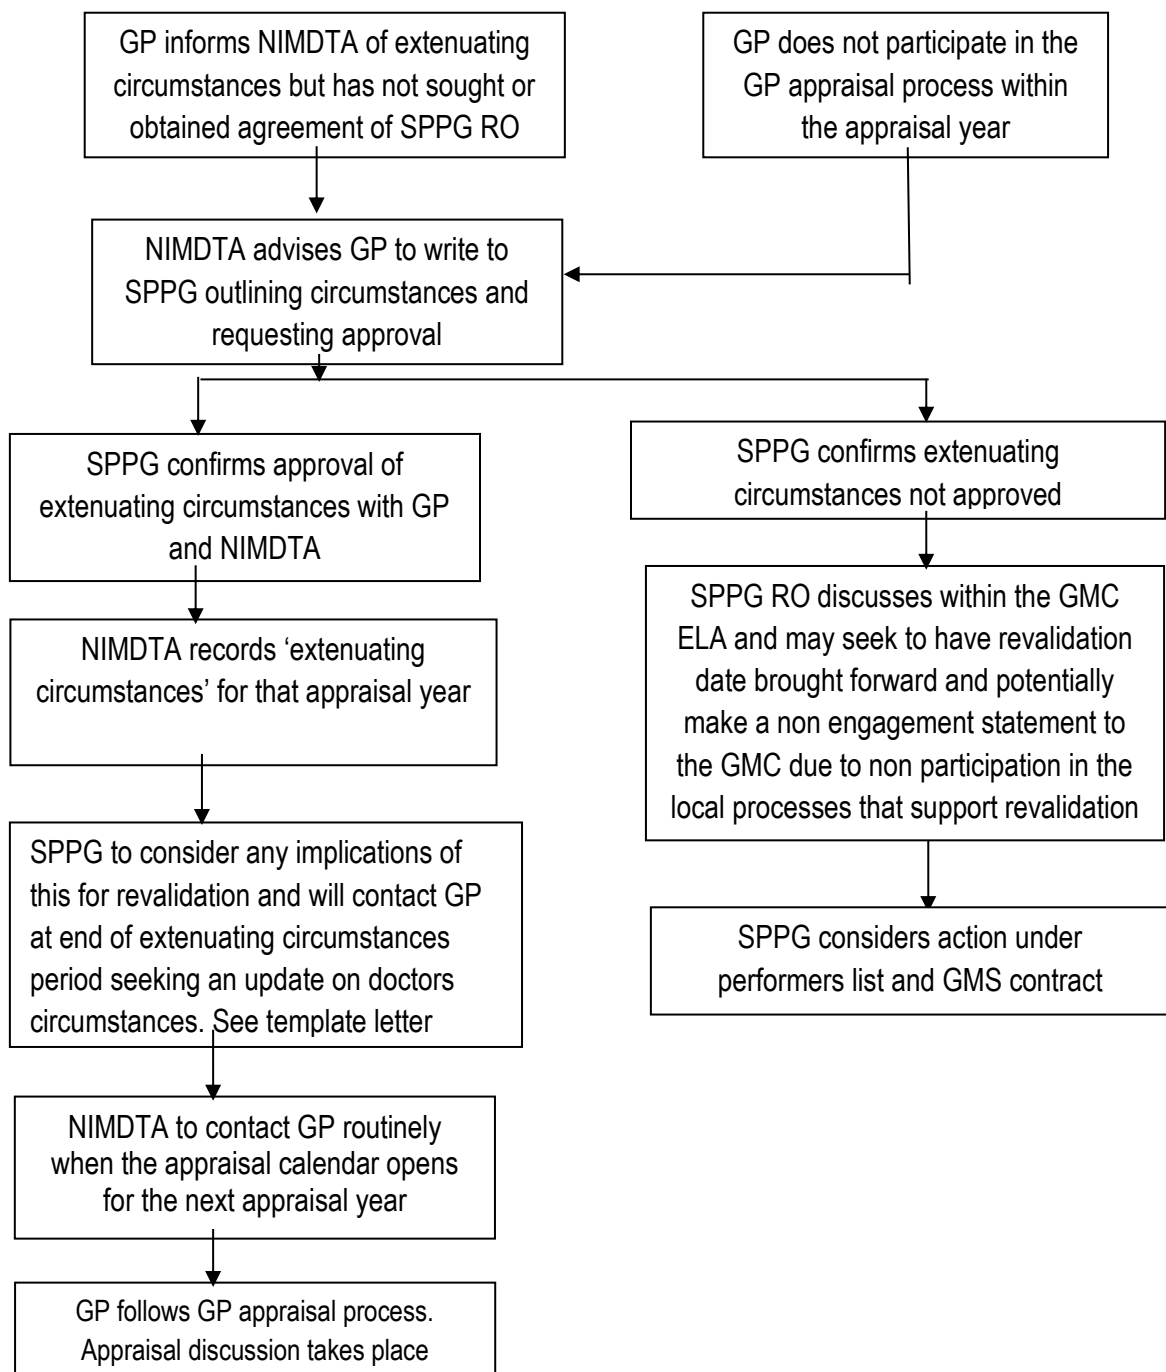 GP informs NIMDTA of extenuating
circumstances but has not sought or
obtained agreement of SPPG RO
GP does not participate in the
GP appraisal process within
the appraisal year
NIMDTA advises GP to write to
SPPG outlining circumstances and
requesting approval
SPPG confirms approval of
extenuating circumstances with GP
and NIMDTA
SPPG confirms extenuating
circumstances not approved
NIMDTA records ‘extenuating
circumstances’ for that appraisal year
SPPG RO discusses within the GMC
ELA and may seek to have revalidation
date brought forward and potentially
make a non engagement statement to
the GMC due to non participation in the
local processes that support revalidation
SPPG to consider any implications of
this for revalidation and will contact GP
at end of extenuating circumstances
period seeking an update on doctors
circumstances. See template letter
SPPG considers action under
performers list and GMS contract
NIMDTA to contact GP routinely
when the appraisal calendar opens
for the next appraisal year
GP follows GP appraisal process.
Appraisal discussion takes place